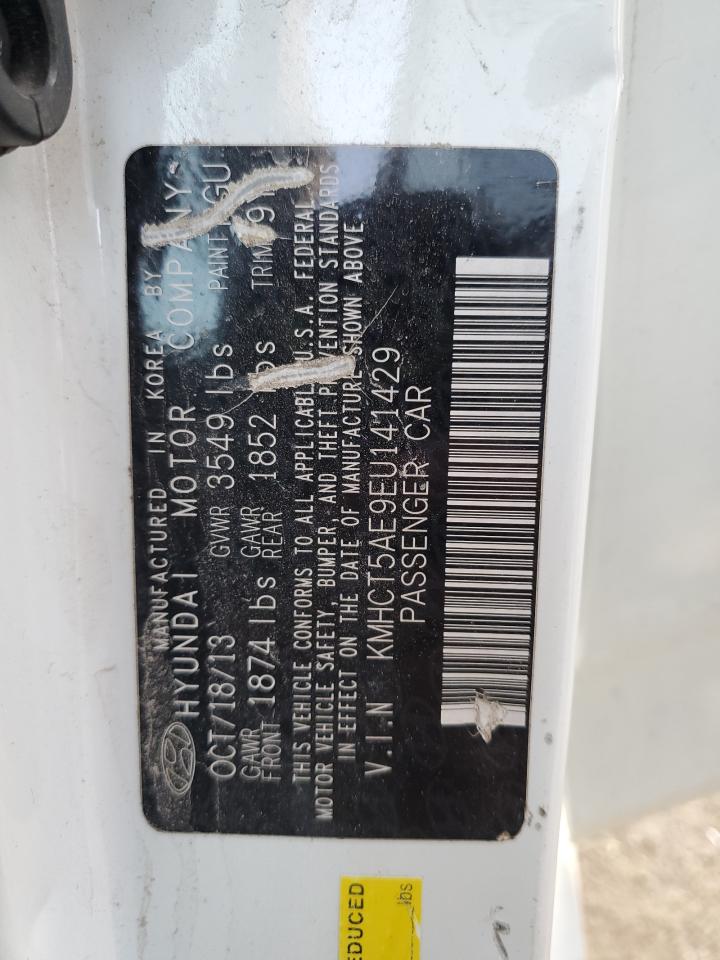 MANUFACTURED IN KOREA BY
HYUNDAI MOTOR COMPANY
OCT/18/13 GVWR 3549 lbs PAINT GU
GAWR FRONT 1874 lbs GAWR REAR 1852 lbs TRIM 9
THIS VEHICLE CONFORMS TO ALL APPLICABLE U.S.A. FEDERAL
MOTOR VEHICLE SAFETY, BUMPER, AND THEFT PREVENTION STANDARDS
IN EFFECT ON THE DATE OF MANUFACTURE SHOWN ABOVE
V.I.N KMHCT5AE9EU141429
PASSENGER CAR
EDUCED
lbs